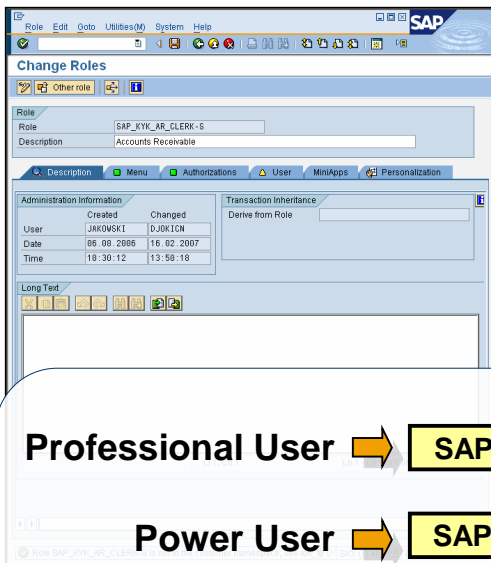 Role Edit Goto Utilities(M) System Help
SAP
Change Roles
Other role
Role
Role SAP_KYK_AR_CLERK-S
Description Accounts Receivable
Description Menu Authorizations User MiniApps Personalization
Administration Information
Created Changed
User JAKOWSKI DJOKICN
Date 06.08.2006 16.02.2007
Time 10:30:12 13:50:18
Transaction Inheritance
Derive from Role
Long Text
Professional User SAP
Power User SAP